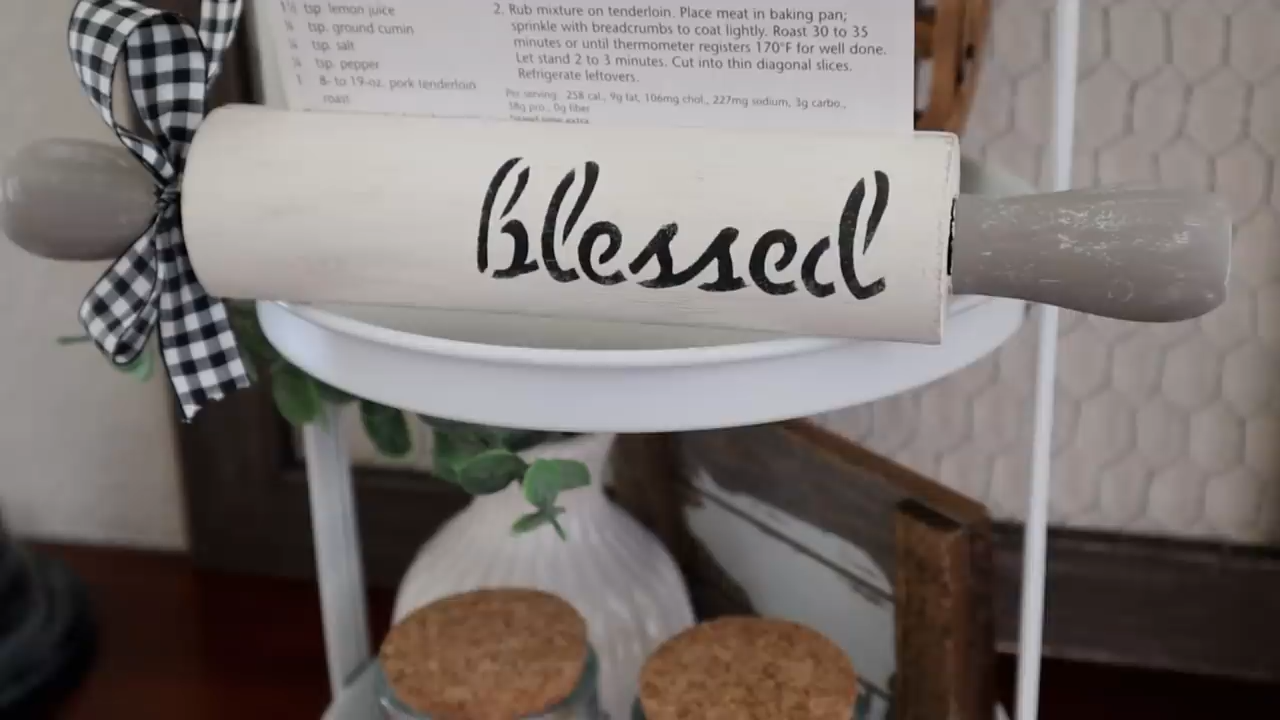 1½ tsp. lemon juice
¾ tsp. ground cumin
¼ tsp. salt
¼ tsp. pepper
1 8- to 19-oz. pork tenderloin
roast
2. Rub mixture on tenderloin. Place meat in baking pan;
sprinkle with breadcrumbs to coat lightly. Roast 30 to 35
minutes or until thermometer registers 170°F for well done.
Let stand 2 to 3 minutes. Cut into thin diagonal slices.
Refrigerate leftovers.
Per serving: 258 cal., 9g fat, 106mg chol., 227mg sodium, 3g carbo.,
38g pro., 0g fiber
blessed